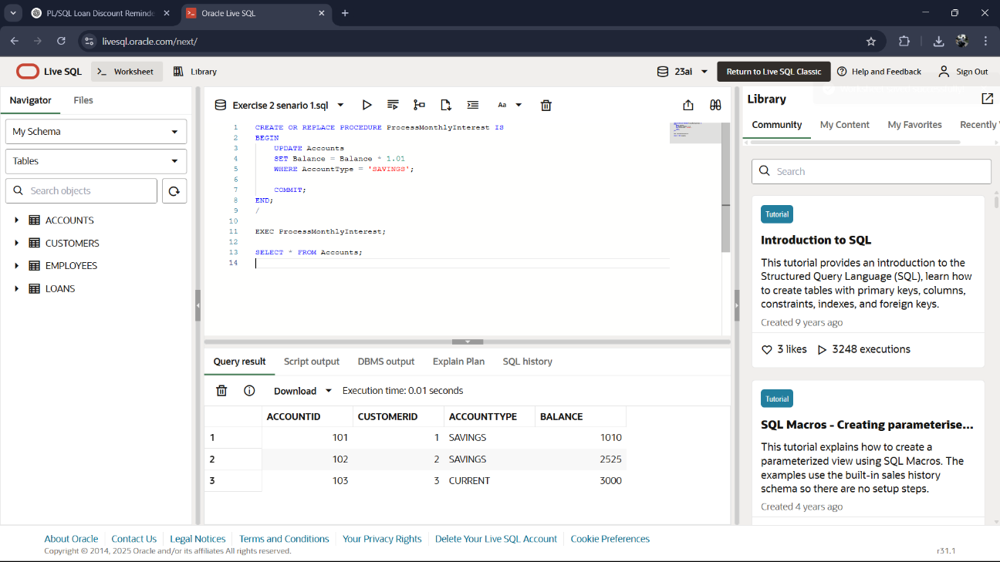 PL/SQL Loan Discount Reminde
Oracle Live SQL
livesql.oracle.com/next/
Live SQL
Worksheet
Library
23ai
Return to Live SQL Classic
Help and Feedback
Sign Out
Navigator
Files
My Schema
Tables
Search objects
ACCOUNTS
CUSTOMERS
EMPLOYEES
LOANS
Exercise 2 senario 1.sql
Aa
1 CREATE OR REPLACE PROCEDURE ProcessMonthlyInterest IS
2 BEGIN
3 UPDATE Accounts
4 SET Balance = Balance * 1.01
5 WHERE AccountType = 'SAVINGS';
6
7 COMMIT;
8 END;
9 /
10
11 EXEC ProcessMonthlyInterest;
12
13 SELECT * FROM Accounts;
14
Query result
Script output
DBMS output
Explain Plan
SQL history
Download
Execution time: 0.01 seconds
ACCOUNTID CUSTOMERID ACCOUNTTYPE BALANCE
1 101 1 SAVINGS 1010
2 102 2 SAVINGS 2525
3 103 3 CURRENT 3000
Library
Community
My Content
My Favorites
Recently
Search
Tutorial
Introduction to SQL
This tutorial provides an introduction to the
Structured Query Language (SQL), learn how
to create tables with primary keys, columns,
constraints, indexes, and foreign keys.
Created 9 years ago
3 likes
3248 executions
Tutorial
SQL Macros - Creating parameterise...
This tutorial explains how to create a
parameterized view using SQL Macros. The
examples use the built-in sales history
schema so there are no setup steps.
Created 4 years ago
About Oracle
Contact Us
Legal Notices
Terms and Conditions
Your Privacy Rights
Delete Your Live SQL Account
Cookie Preferences
Copyright © 2014, 2025 Oracle and/or its affiliates All rights reserved.
r31.1